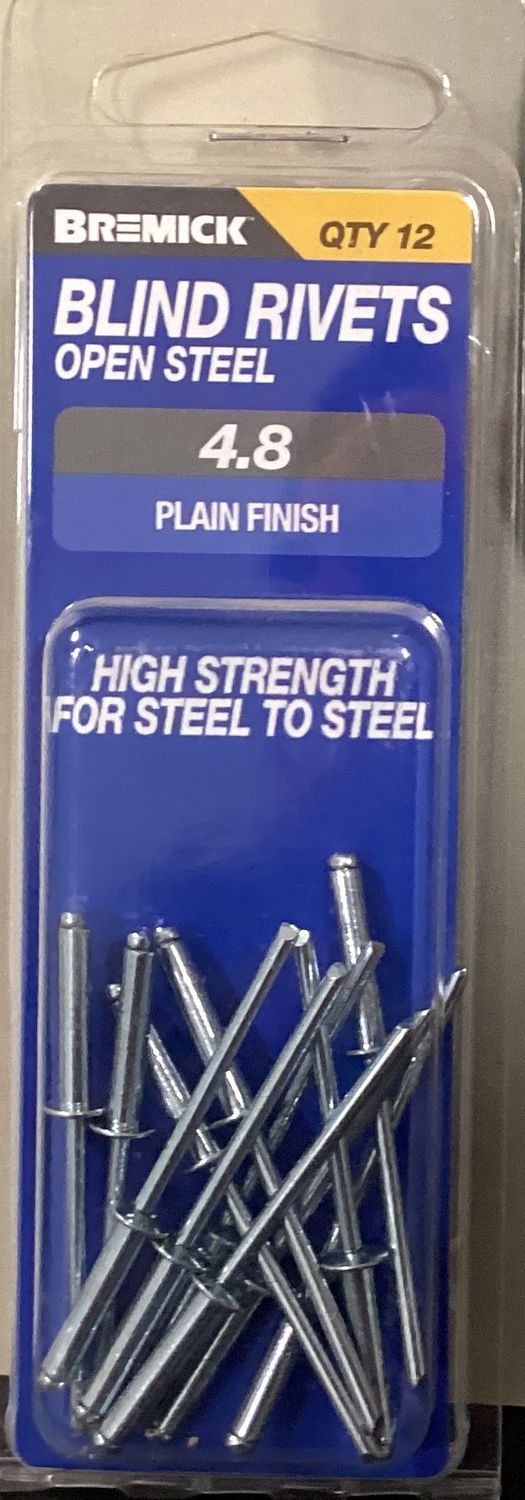 BREMICK
QTY 12
BLIND RIVETS
OPEN STEEL
4.8
PLAIN FINISH
HIGH STRENGTH
FOR STEEL TO STEEL